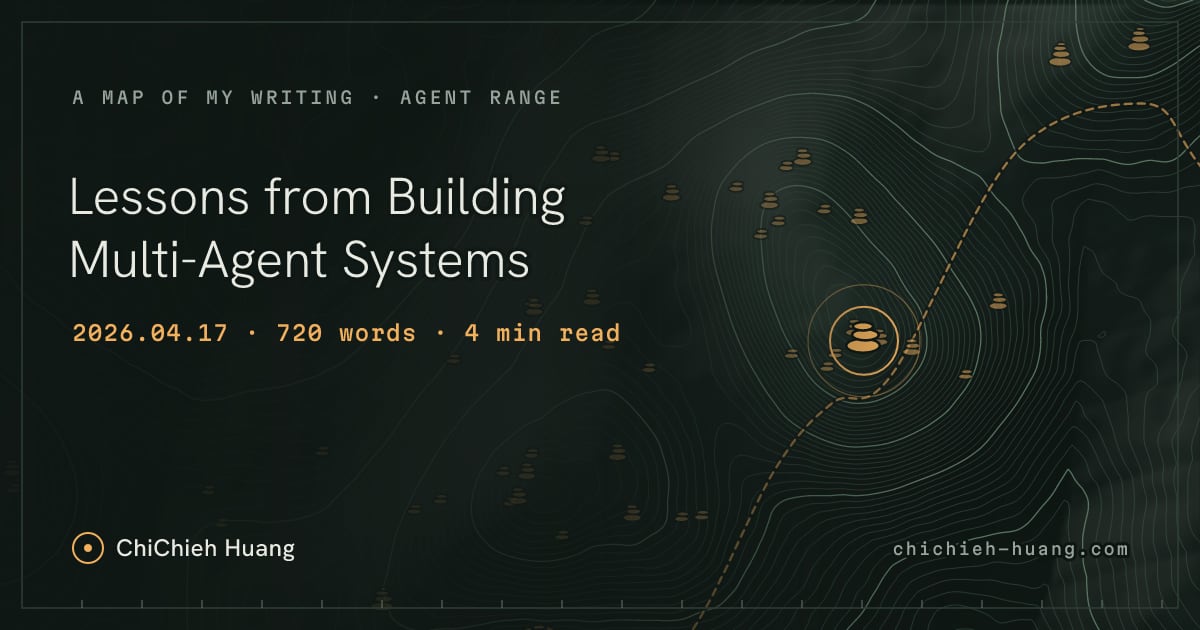 A MAP OF MY WRITING · AGENT RANGE
Lessons from Building
Multi-Agent Systems
2026.04.17 · 720 words · 4 min read
ChiChieh Huang
chichieh-huang.com